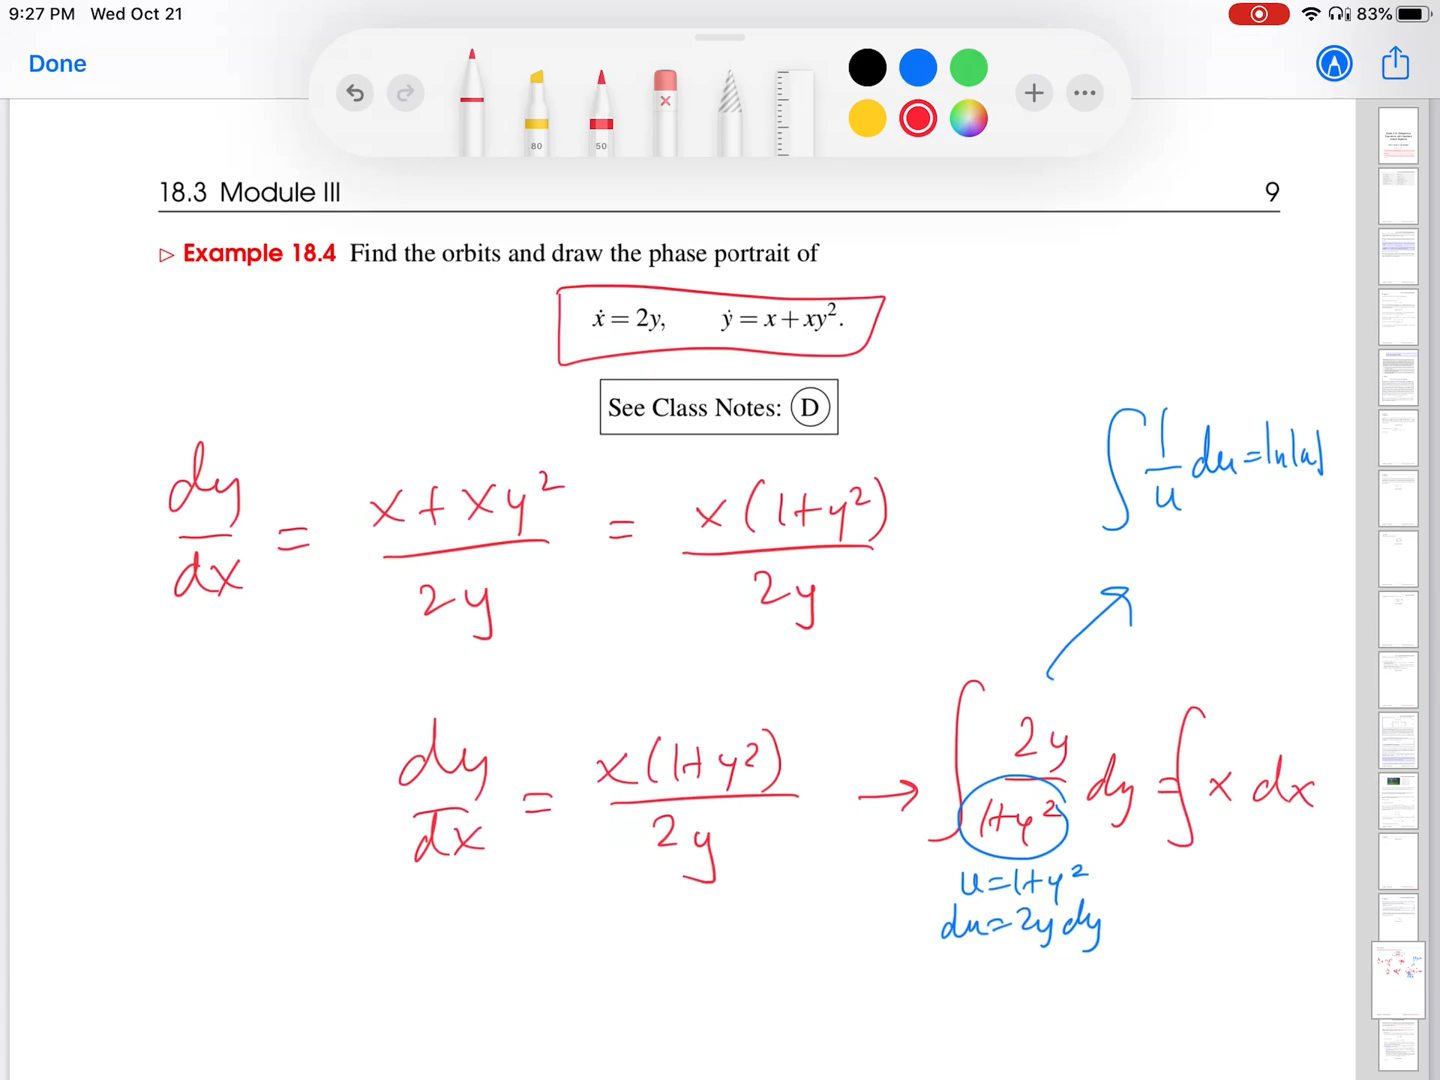 9:27 PM Wed Oct 21
83%
Done
80
50
18.3 Module III
9
▷ Example 18.4 Find the orbits and draw the phase portrait of
ẋ = 2y, ẏ = x + xy².
See Class Notes: D
∫ 1/u du = ln|u|
dy/dx = (x + xy²)/2y = x(1+y²)/2y
dy/dx = x(1+y²)/2y → ∫ 2y/(1+y²) dy = ∫ x dx
u = 1+y²
du = 2y dy